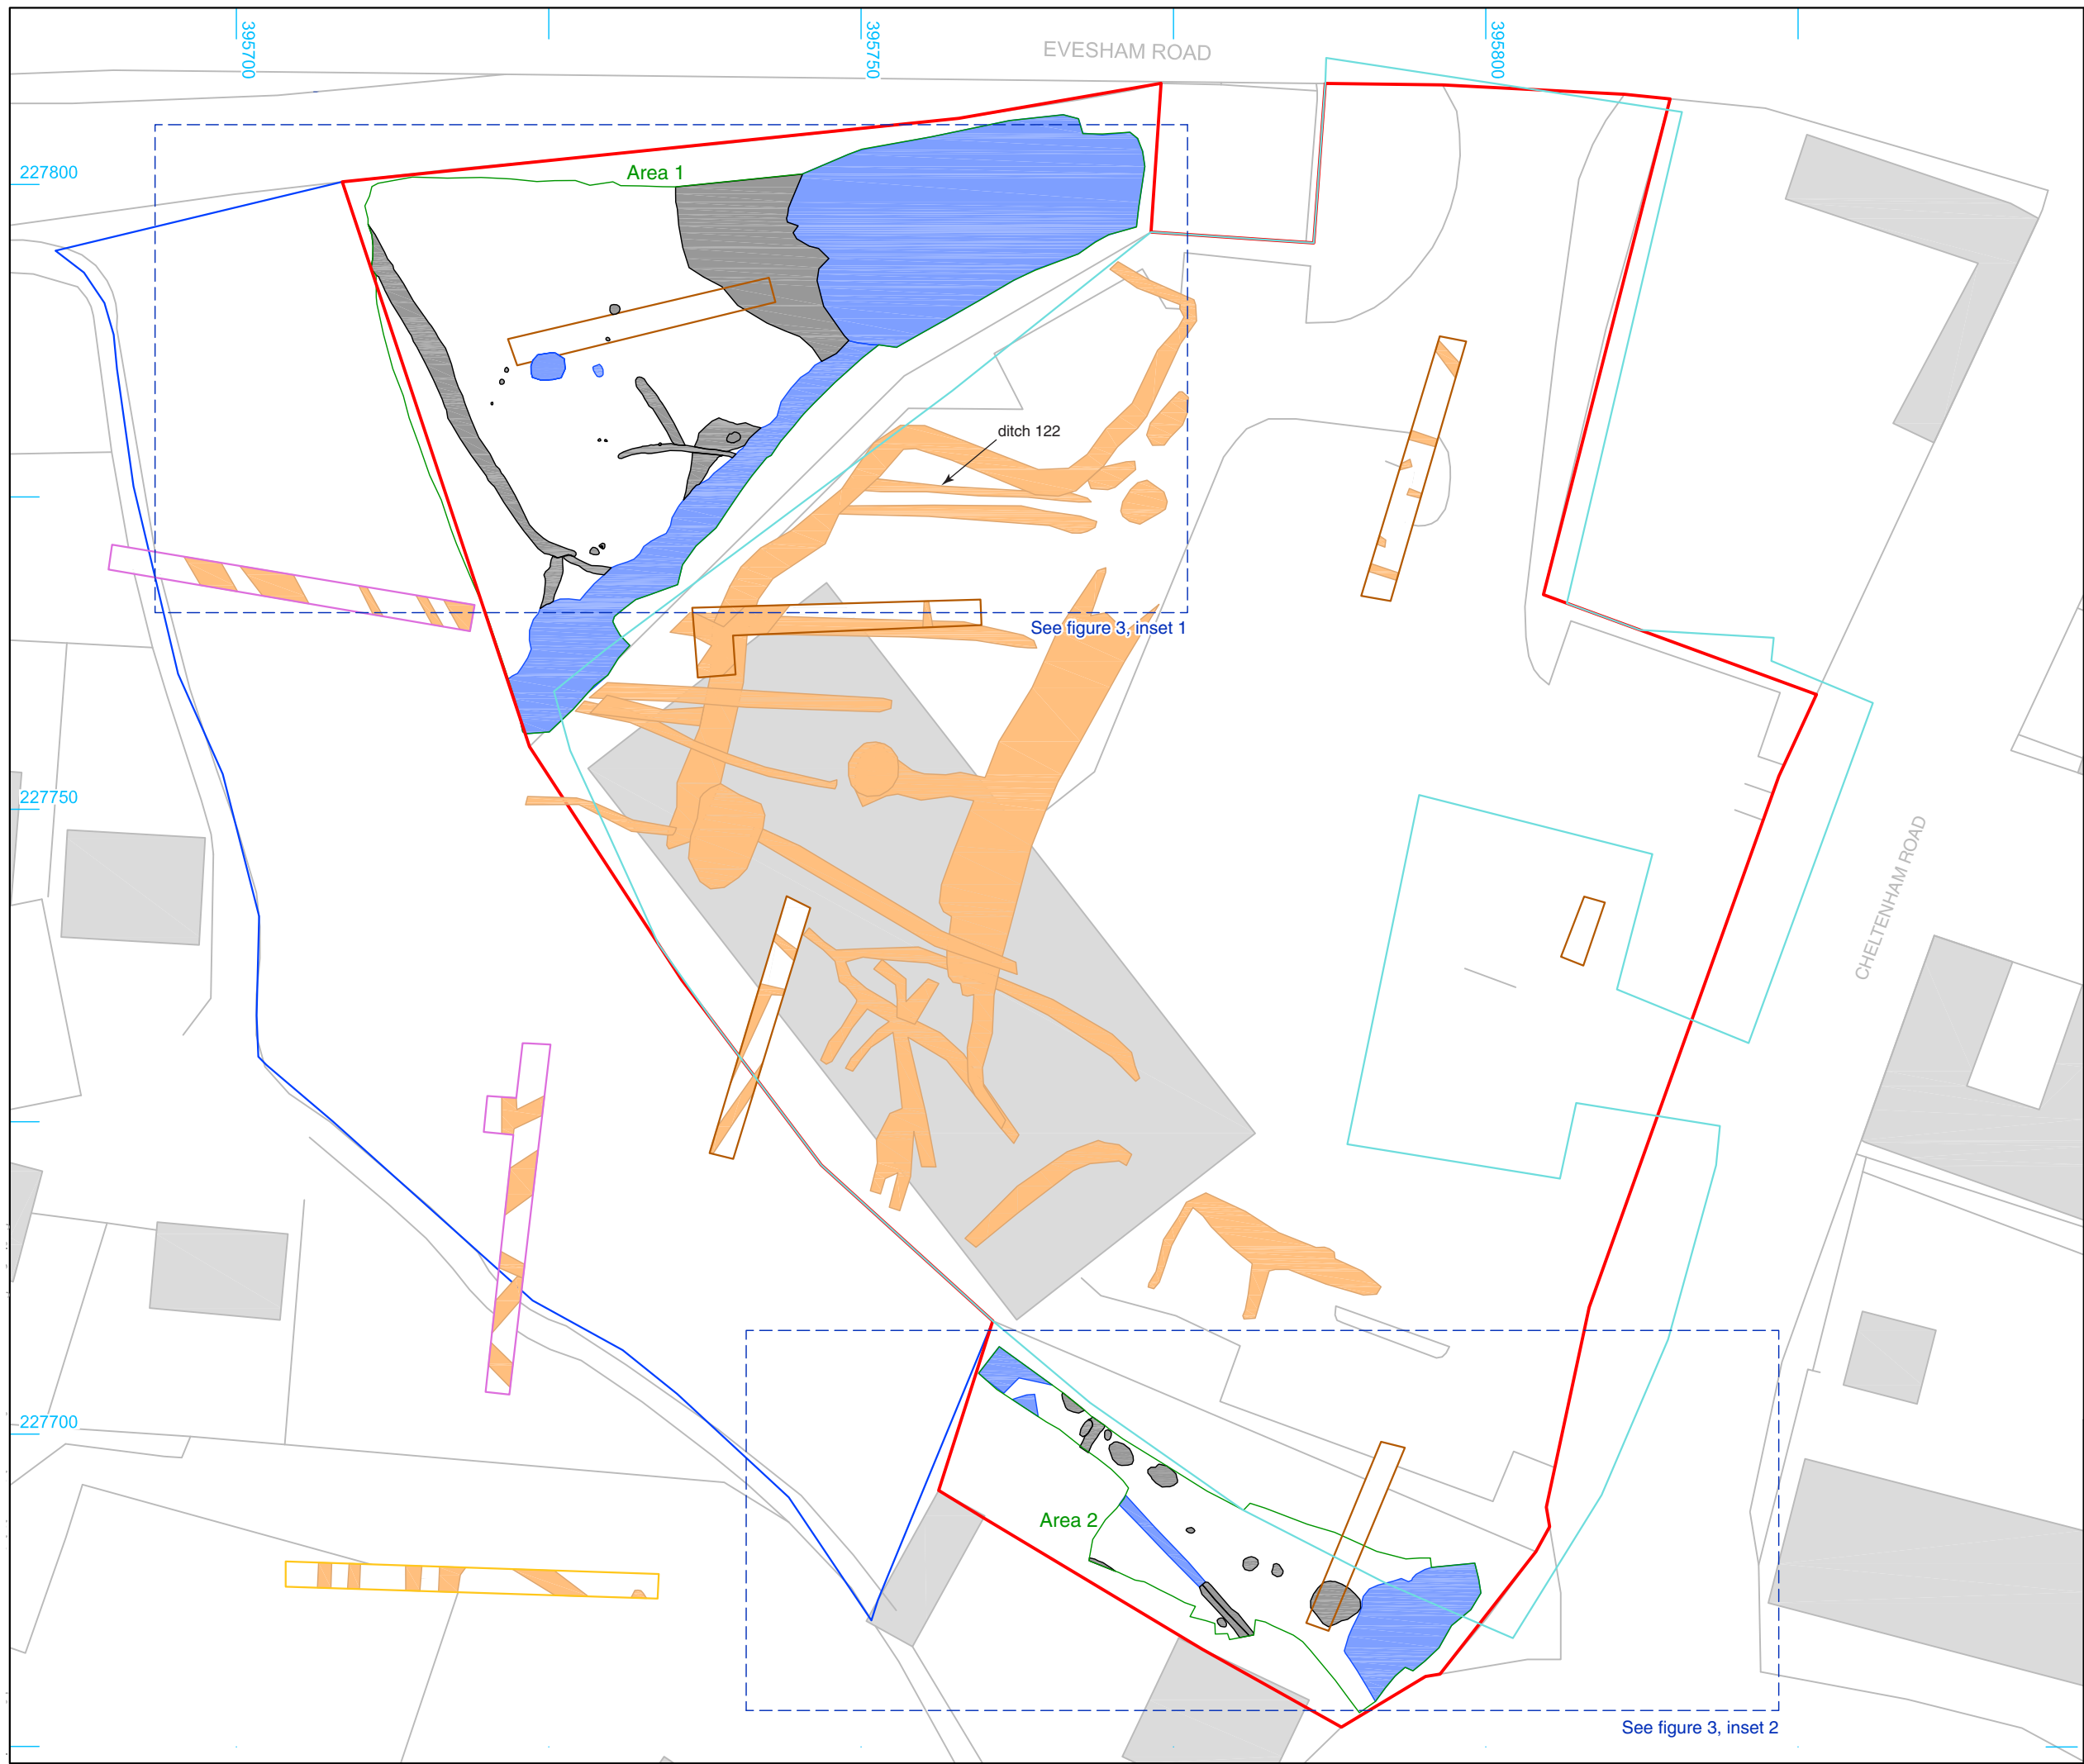 395700
395750
395800
EVESHAM ROAD
227800
Area 1
ditch 122
See figure 3, inset 1
227750
CHELTENHAM ROAD
227700
Area 2
See figure 3, inset 2